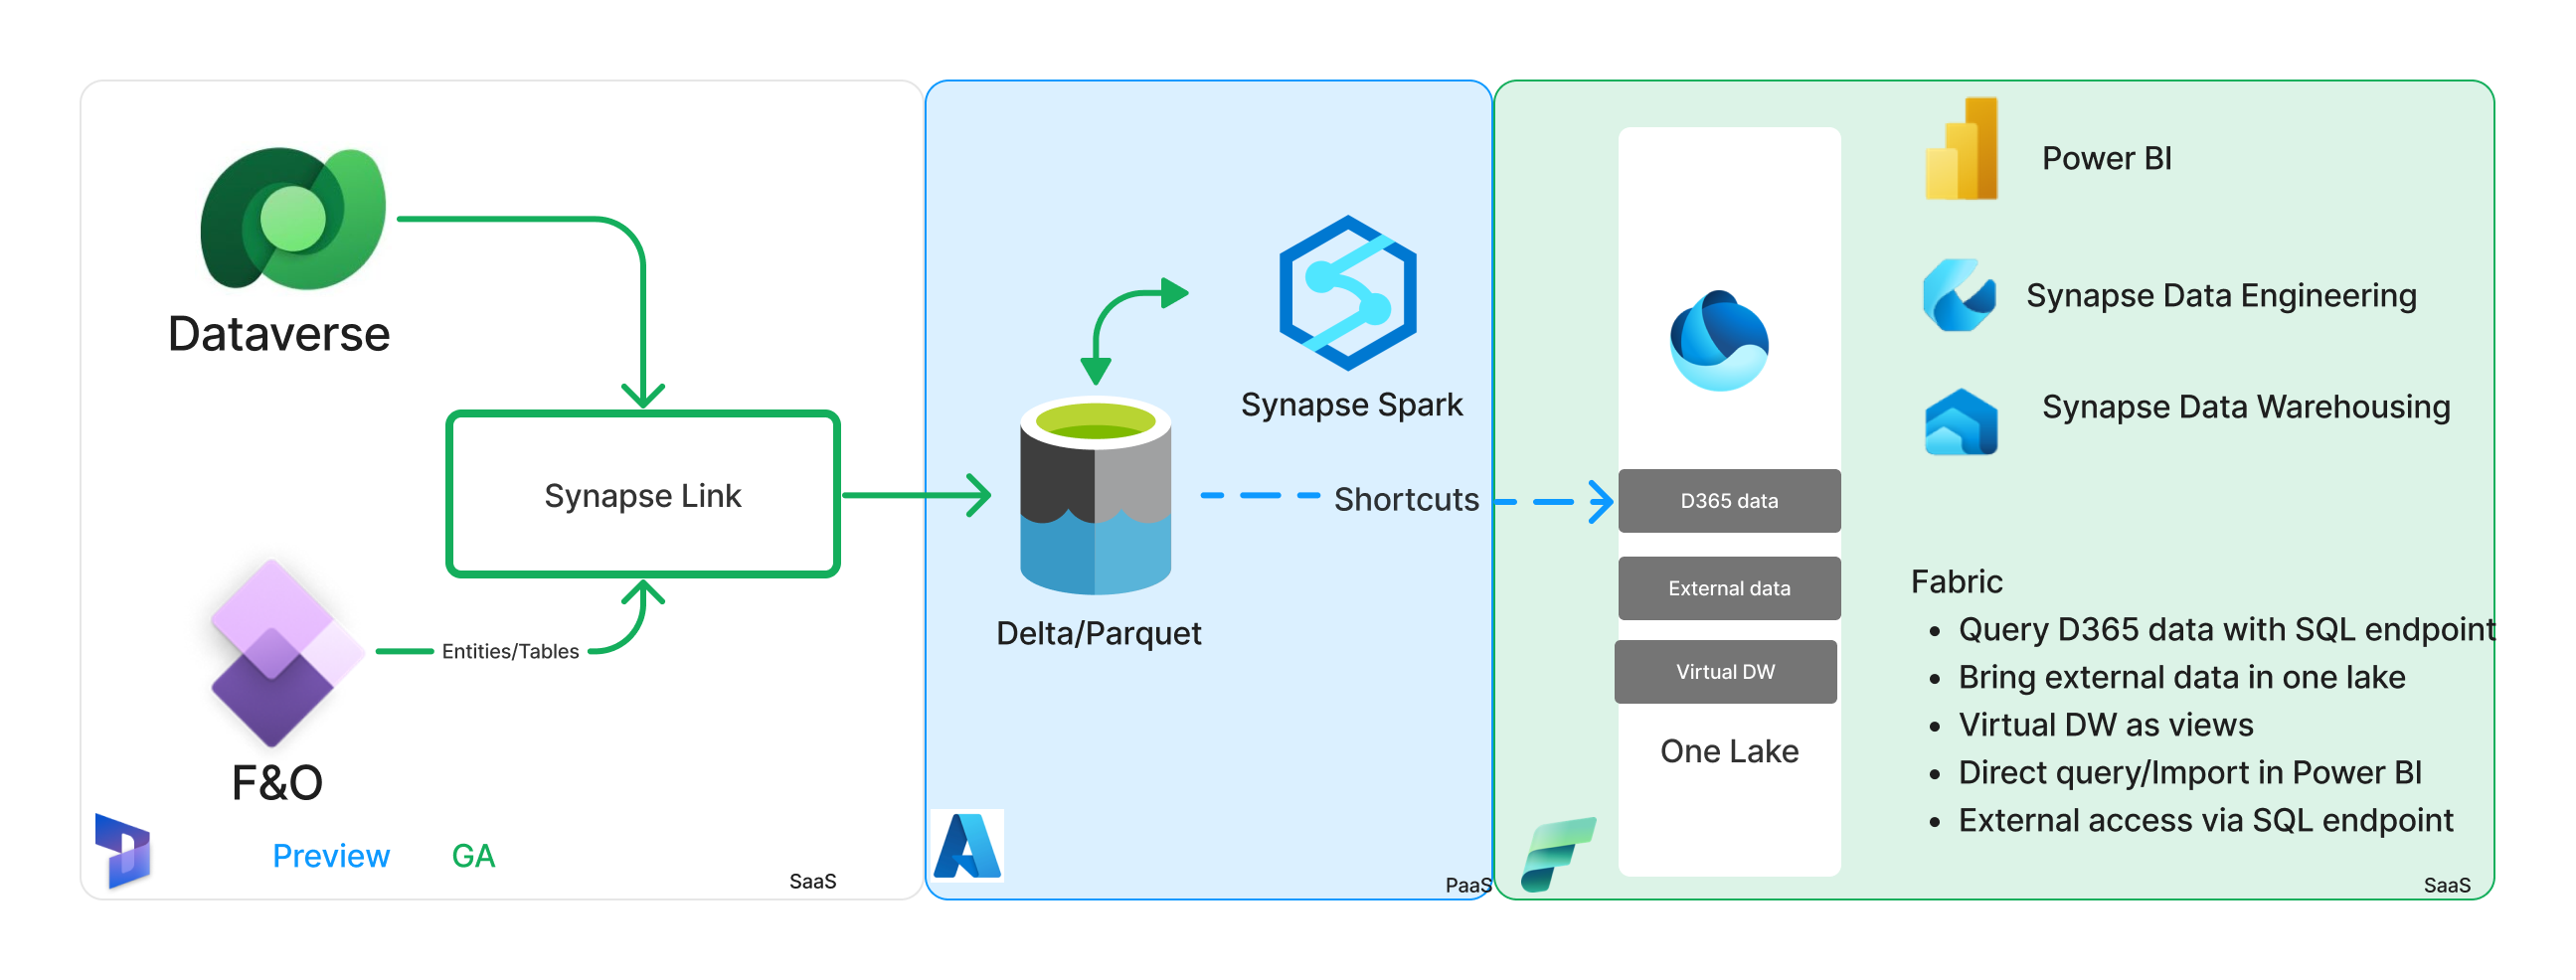 Dataverse
Synapse Link
Entities/Tables
F&O
Preview
GA
SaaS
Synapse Spark
Shortcuts
Delta/Parquet
PaaS
D365 data
External data
Virtual DW
One Lake
Power BI
Synapse Data Engineering
Synapse Data Warehousing
Fabric
• Query D365 data with SQL endpoint
• Bring external data in one lake
• Virtual DW as views
• Direct query/Import in Power BI
• External access via SQL endpoint
SaaS